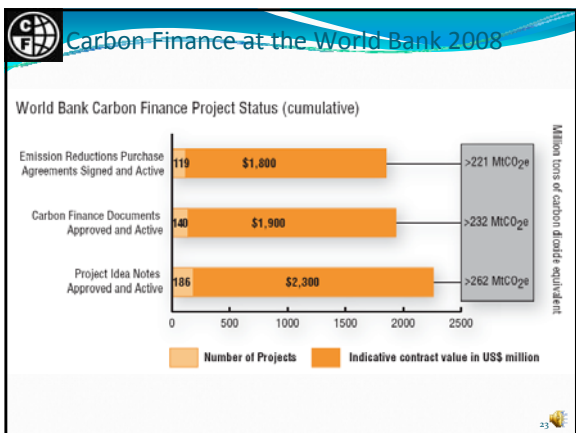 C
F
Carbon Finance at the World Bank 2008
World Bank Carbon Finance Project Status (cumulative)
Emission Reductions Purchase
Agreements Signed and Active
119
$1,800
>221 MtCO2e
Carbon Finance Documents
Approved and Active
140
$1,900
>232 MtCO2e
Project Idea Notes
Approved and Active
186
$2,300
>262 MtCO2e
Million tons of carbon dioxide equivalent
0 500 1000 1500 2000 2500
Number of Projects Indicative contract value in US$ million
23